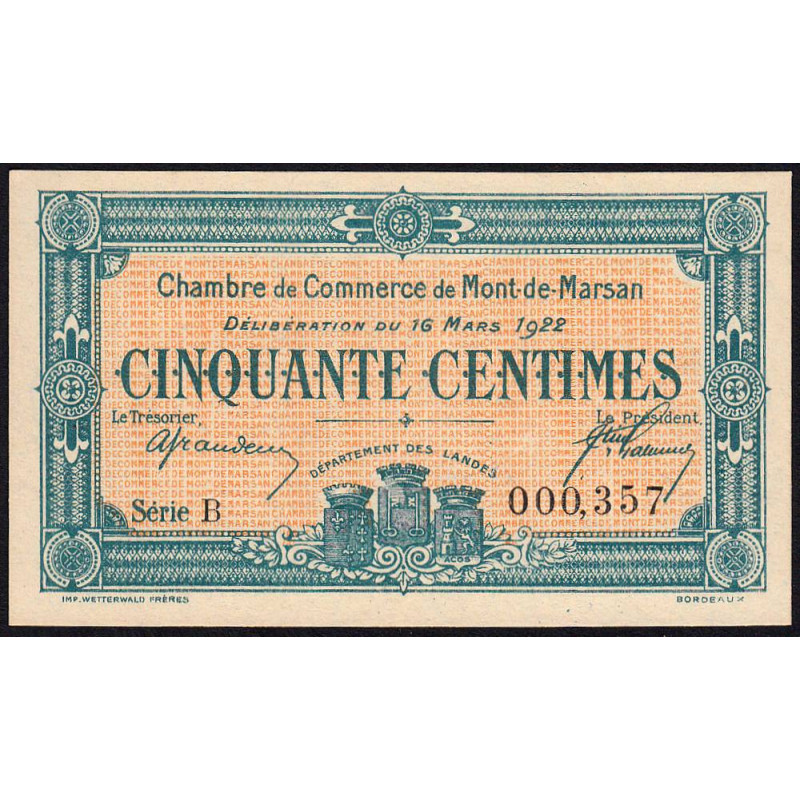 Chambre de Commerce de Mont-de-Marsan
DÉLIBÉRATION DU 16 MARS 1922
CINQUANTE CENTIMES
Le Trésorier, Le Président,
DÉPARTEMENT DES LANDES
Série B 000,357
IMP. WETTERWALD FRÈRES BORDEAUX